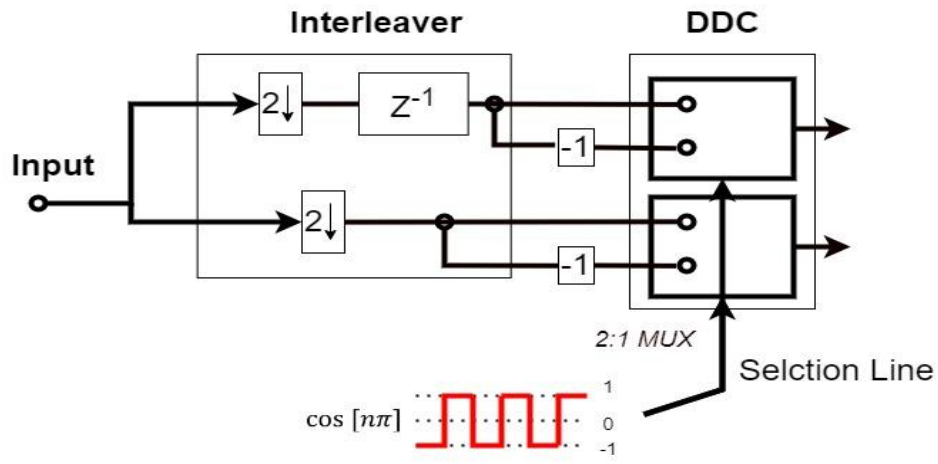 Interleaver DDC
2↓ Z⁻¹
-1
Input
2↓
-1
2:1 MUX
Selction Line
cos [nπ] 1
0
-1